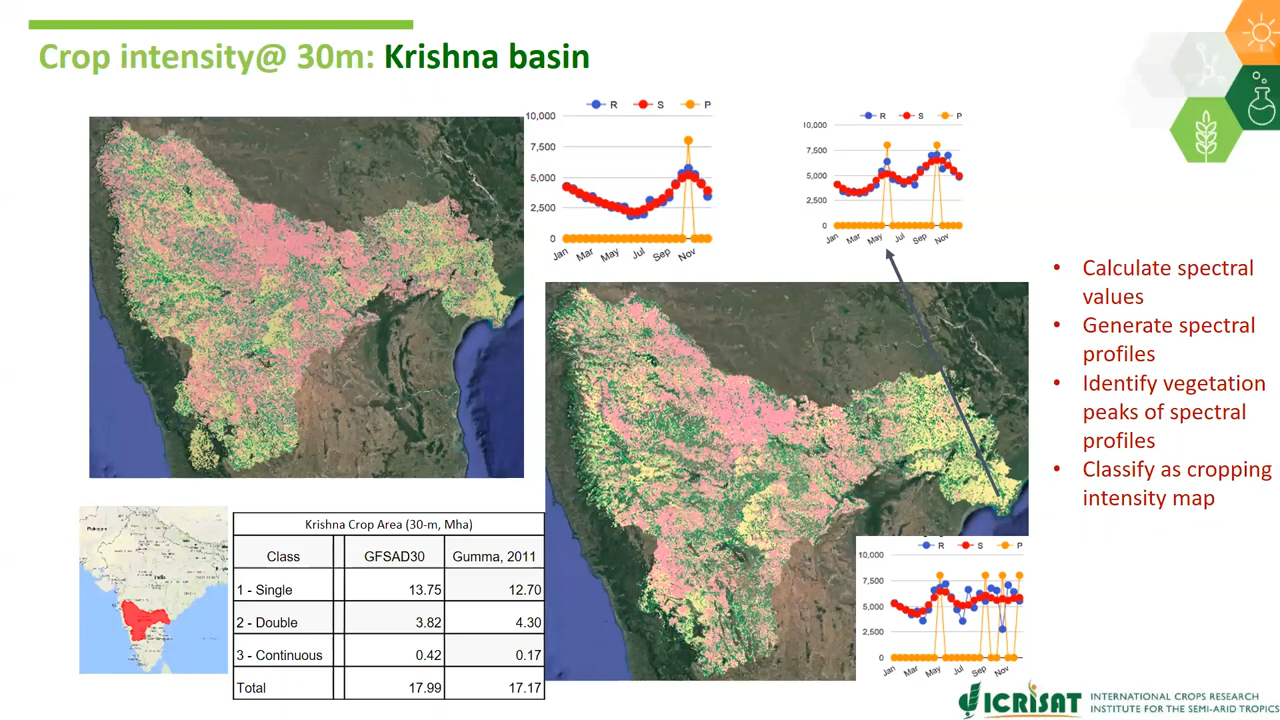 Crop intensity@ 30m: Krishna basin
R S P
10,000
7,500
5,000
2,500
0
Jan Mar May Jul Sep Nov
R S P
10,000
7,500
5,000
2,500
0
Jan Mar May Jul Sep Nov
• Calculate spectral
values
• Generate spectral
profiles
• Identify vegetation
peaks of spectral
profiles
• Classify as cropping
intensity map
India
Krishna Crop Area (30-m, Mha)
Class GFSAD30 Gumma, 2011
1 - Single 13.75 12.70
2 - Double 3.82 4.30
3 - Continuous 0.42 0.17
Total 17.99 17.17
R S P
10,000
7,500
5,000
2,500
0
Jan Mar May Jul Sep Nov
ICRISAT
INTERNATIONAL CROPS RESEARCH
INSTITUTE FOR THE SEMI-ARID TROPICS